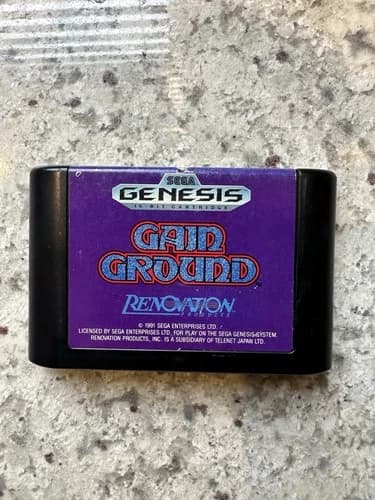 SEGA
GENESIS
16-BIT CARTRIDGE
GAIN
GROUND
RENOVATION
PRODUCTS
© 1991 SEGA ENTERPRISES LTD.
LICENSED BY SEGA ENTERPRISES LTD. FOR PLAY ON THE SEGA GENESIS SYSTEM.
RENOVATION PRODUCTS, INC. IS A SUBSIDIARY OF TELENET JAPAN LTD.